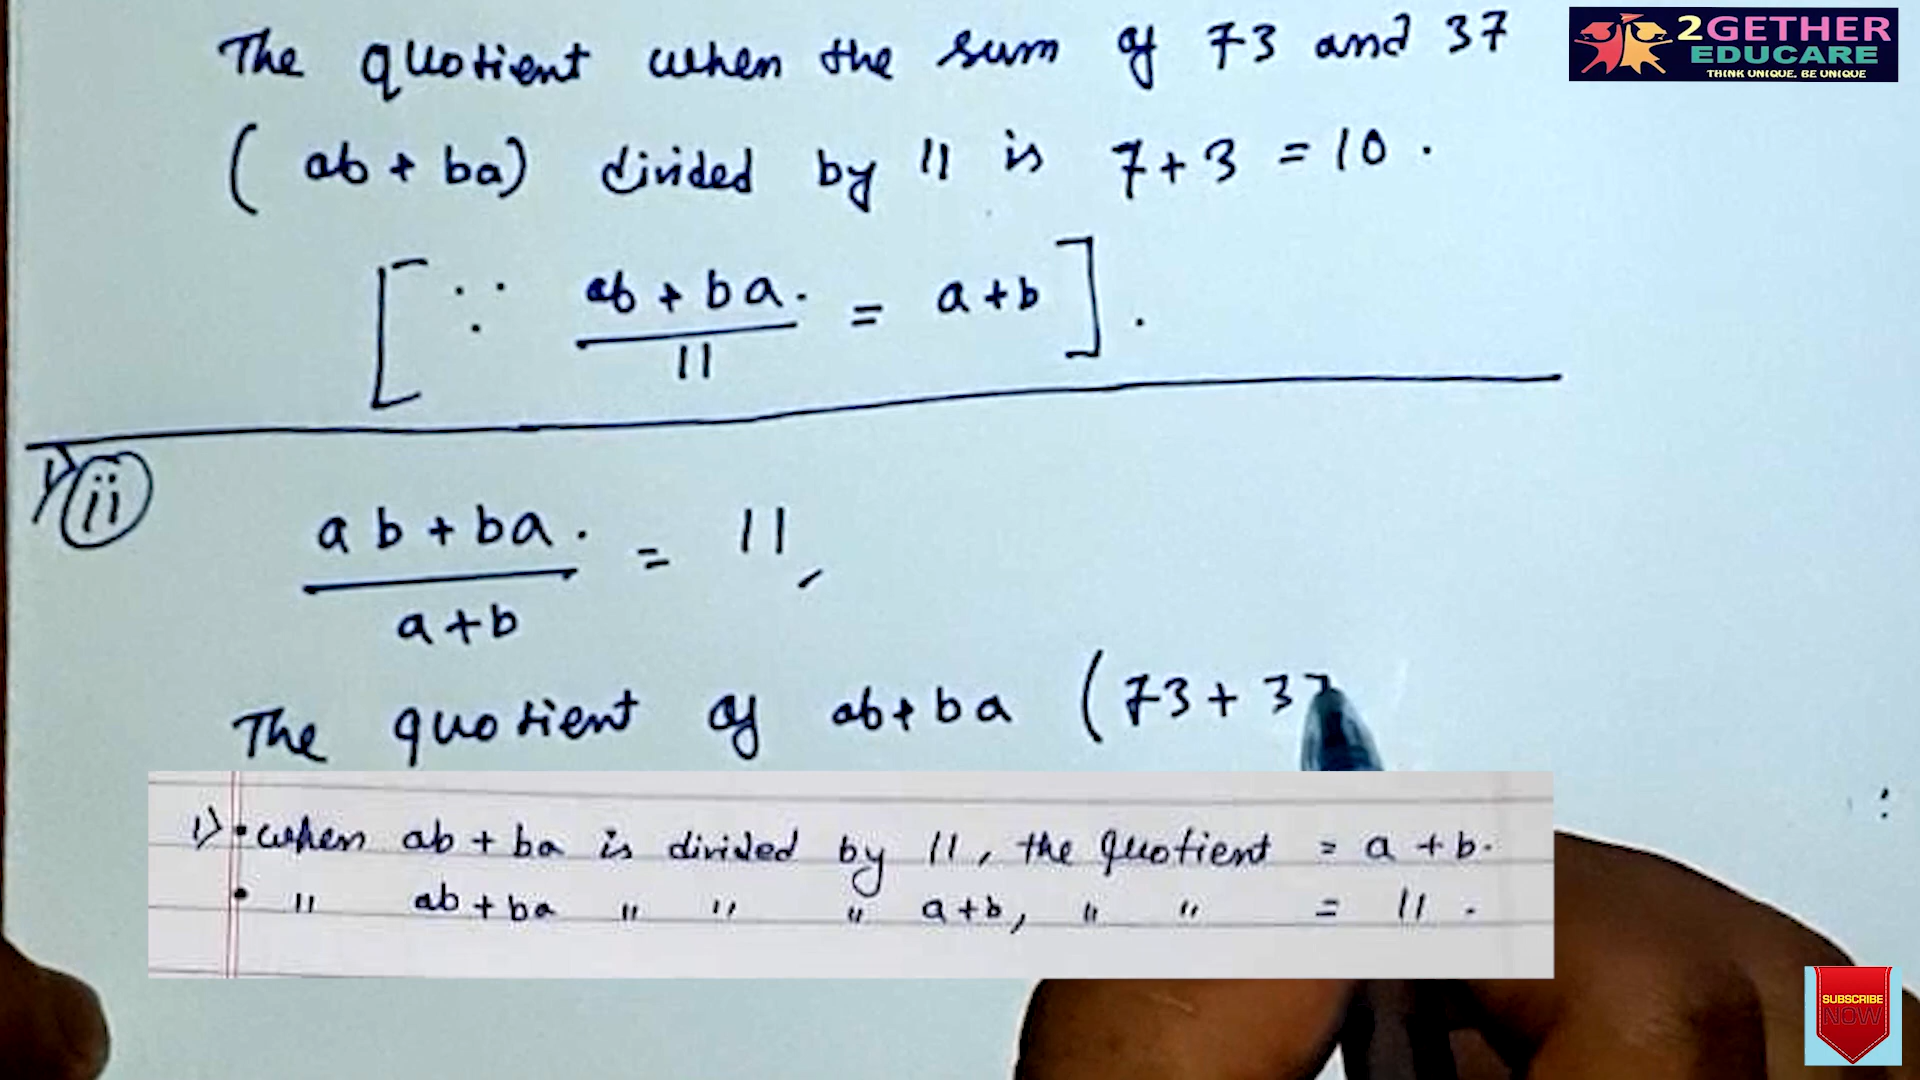 2GETHER
EDUCARE
THINK UNIQUE. BE UNIQUE
The quotient when the sum of 73 and 37
( ab + ba) divided by 11 is 7+3 = 10 .
[ ∵ ab + ba. / 11 = a+b ] .
1) ii
ab + ba. / a+b = 11,
The quotient of ab+ba ( 73 + 37
1) • when ab + ba is divided by 11, the quotient = a + b.
• " ab + ba " " " a+b, " " = 11 .
SUBSCRIBE
NOW